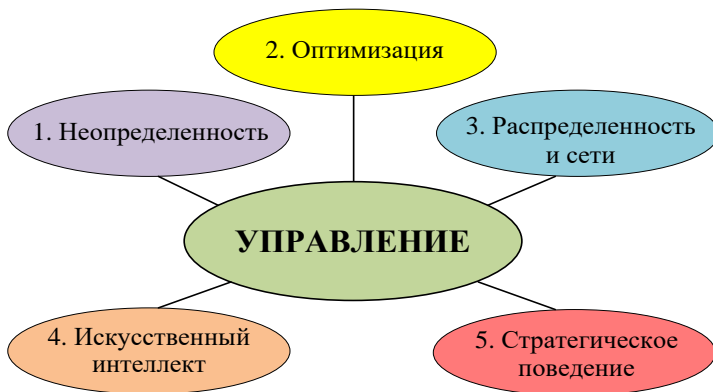 2. Оптимизация
1. Неопределенность
3. Распределенность
и сети
УПРАВЛЕНИЕ
4. Искусственный
интеллект
5. Стратегическое
поведение